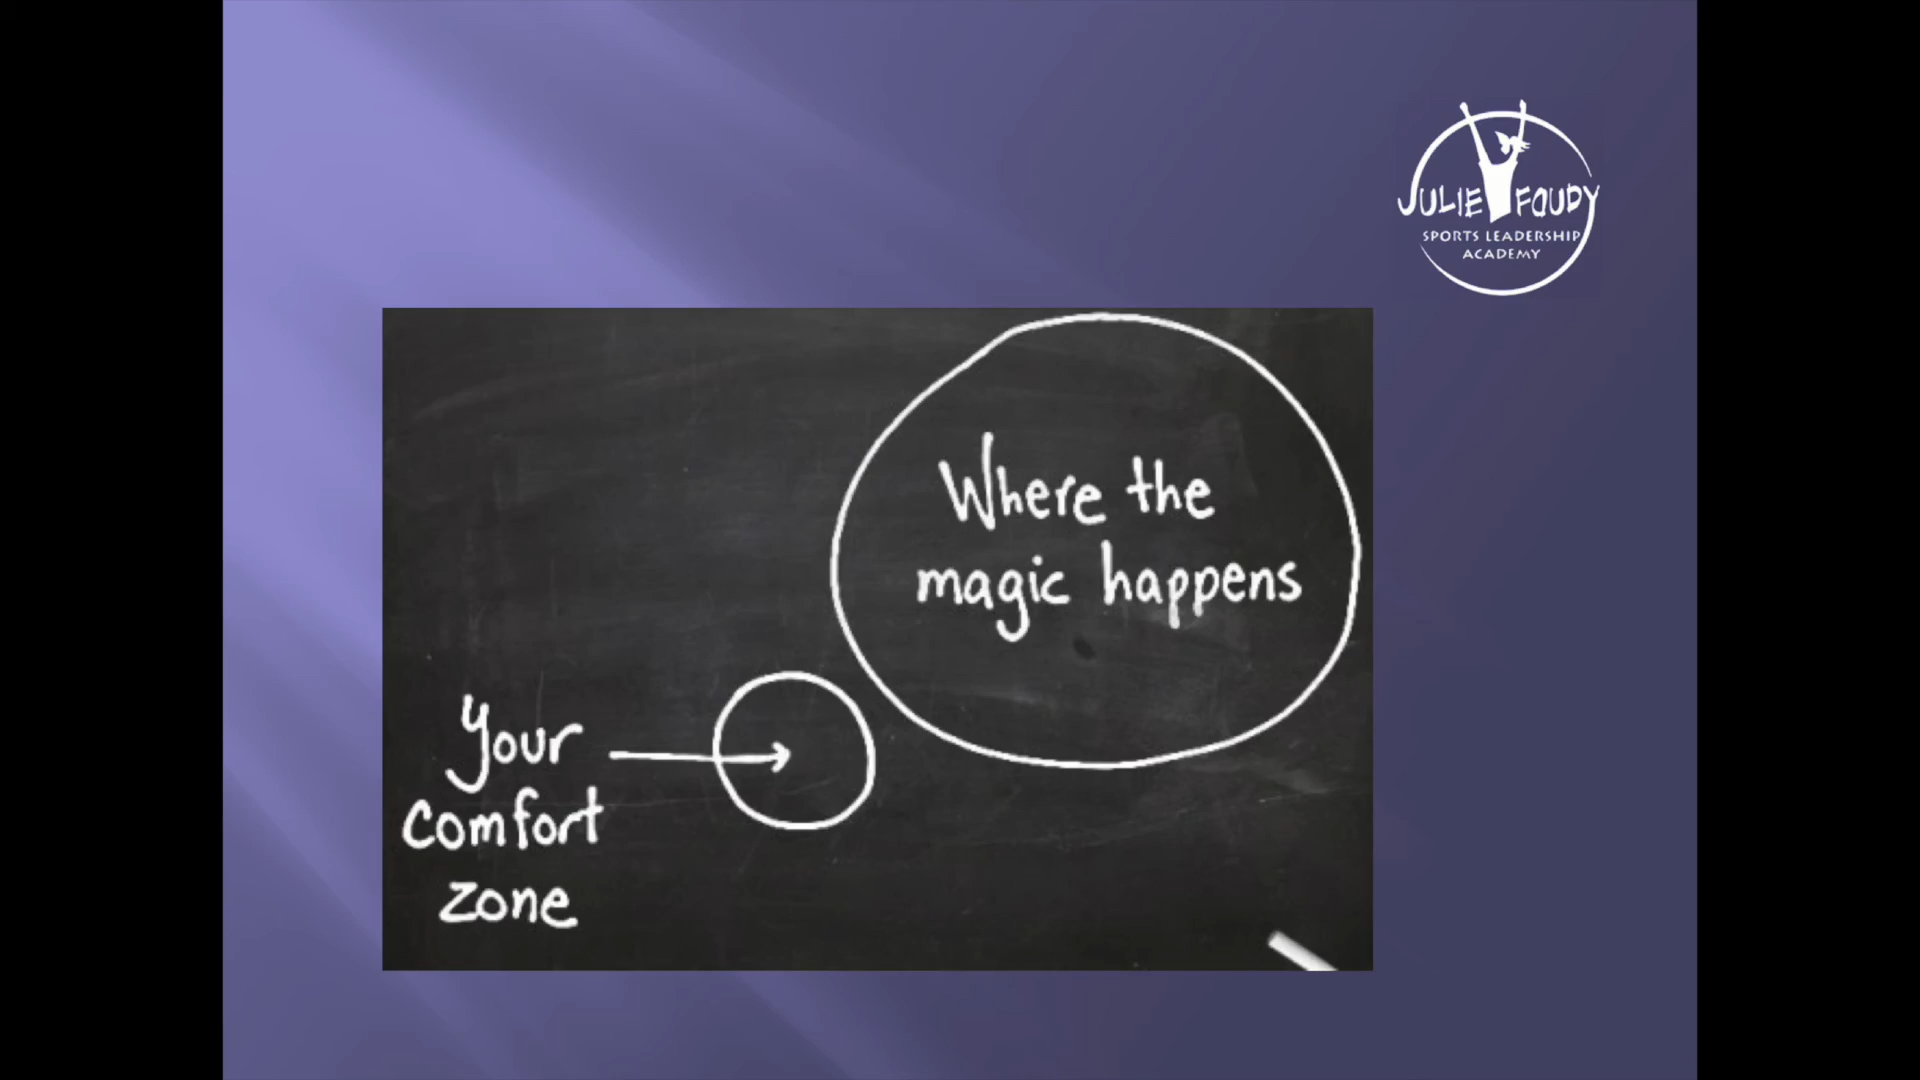 JULIE FOUDY
SPORTS LEADERSHIP
ACADEMY
Where the
magic happens
Your
comfort
zone